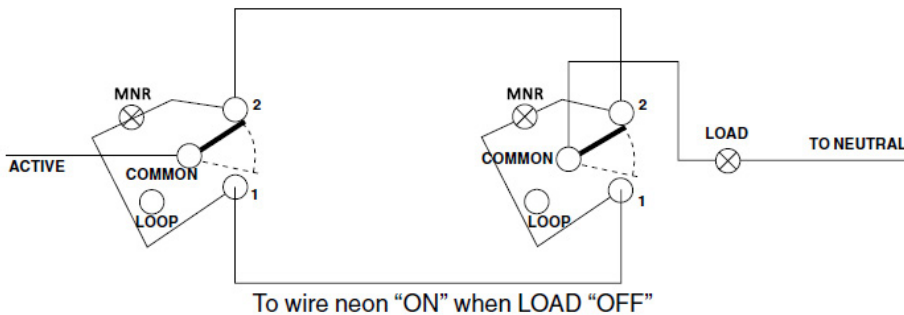 MNR
2
ACTIVE
COMMON
LOOP
1
MNR
2
COMMON
LOOP
1
LOAD
TO NEUTRAL
To wire neon “ON” when LOAD “OFF”